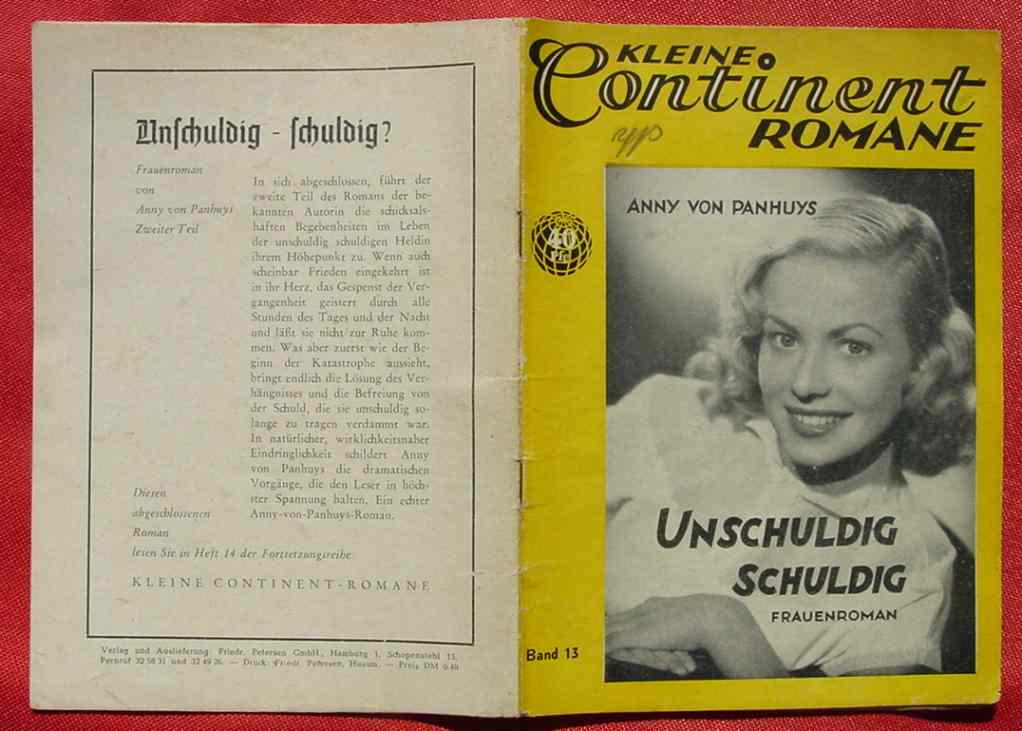 Unschuldig - schuldig?
Frauenroman
von
Anny von Panhuys
Zweiter Teil
In sich abgeschlossen, führt der
zweite Teil des Romans der be-
kannten Autorin die schicksals-
haften Begebenheiten im Leben
der unschuldig schuldigen Heldin
ihrem Höhepunkt zu. Wenn auch
scheinbar Frieden eingekehrt ist
in ihr Herz, das Gespenst der Ver-
gangenheit geistert durch alle
Stunden des Tages und der Nacht
und läßt sie nicht zur Ruhe kom-
men. Was aber zuerst wie der Be-
ginn der Katastrophe aussieht,
bringt endlich die Lösung des Ver-
hängnisses und die Befreiung von
der Schuld, die sie unschuldig so-
lange zu tragen verdammt war.
In natürlicher, wirklichkeitsnaher
Eindringlichkeit schildert Anny
von Panhuys die dramatischen
Vorgänge, die den Leser in höch-
ster Spannung halten. Ein echter
Anny-von-Panhuys-Roman.
Diesen
abgeschlossenen
Roman
lesen Sie in Heft 14 der Fortsetzungsreihe
KLEINE CONTINENT-ROMANE
Verlag und Auslieferung: Friedr. Petersen GmbH., Hamburg 1, Schopenstehl 15,
Fernruf 32 58 31 und 32 49 26. — Druck: Friedr. Petersen, Husum. — Preis DM 0.40
KLEINE
Continent
ROMANE
ANNY VON PANHUYS
40
Pf.
UNSCHULDIG
SCHULDIG
FRAUENROMAN
Band 13